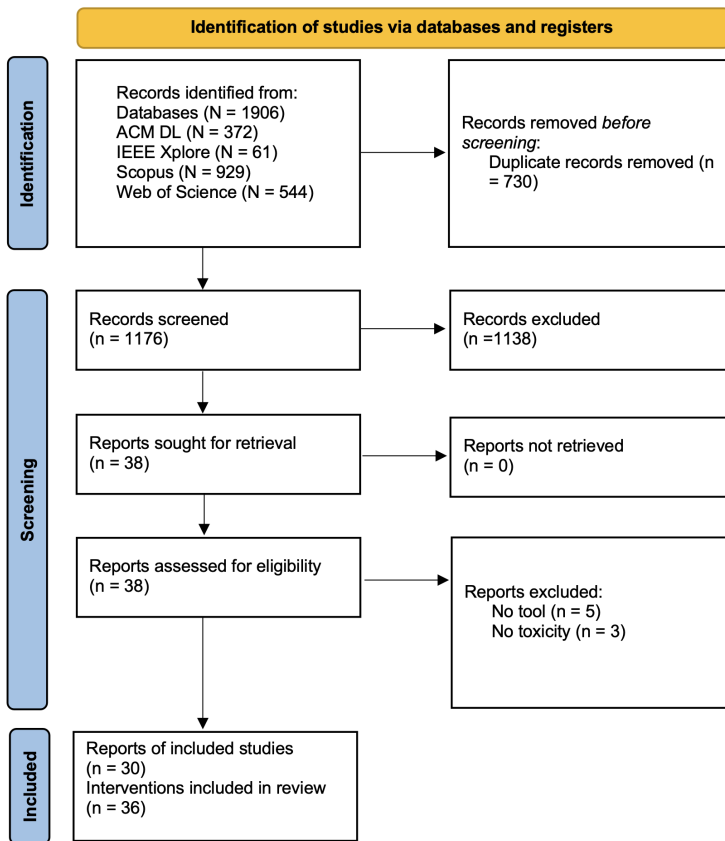 Identification of studies via databases and registers
Identification
Records identified from:
Databases (N = 1906)
ACM DL (N = 372)
IEEE Xplore (N = 61)
Scopus (N = 929)
Web of Science (N = 544)
Records removed before
screening:
Duplicate records removed (n
= 730)
Screening
Records screened
(n = 1176)
Records excluded
(n =1138)
Reports sought for retrieval
(n = 38)
Reports not retrieved
(n = 0)
Reports assessed for eligibility
(n = 38)
Reports excluded:
No tool (n = 5)
No toxicity (n = 3)
Included
Reports of included studies
(n = 30)
Interventions included in review
(n = 36)